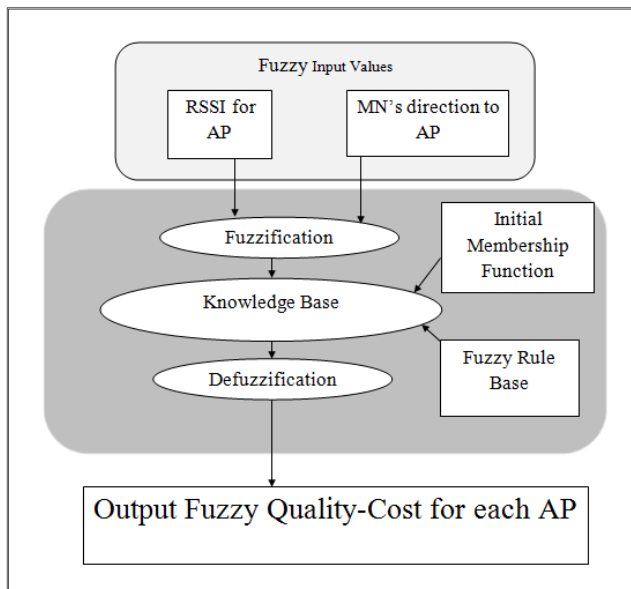 Fuzzy Input Values
RSSI for
AP
MN's direction to
AP
Fuzzification
Initial
Membership
Function
Knowledge Base
Fuzzy Rule
Base
Defuzzification
Output Fuzzy Quality-Cost for each AP